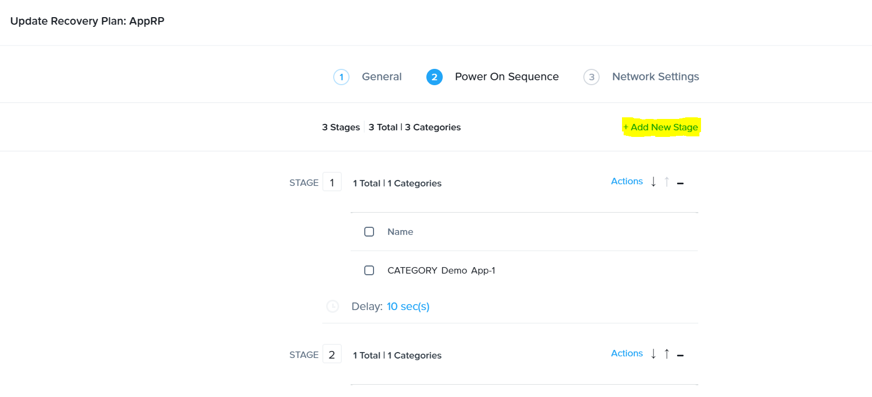 Update Recovery Plan: AppRP
1 General 2 Power On Sequence 3 Network Settings
3 Stages 3 Total | 3 Categories + Add New Stage
STAGE 1 1 Total | 1 Categories Actions ↓ ↑ –
Name
CATEGORY Demo App-1
Delay: 10 sec(s)
STAGE 2 1 Total | 1 Categories Actions ↓ ↑ –